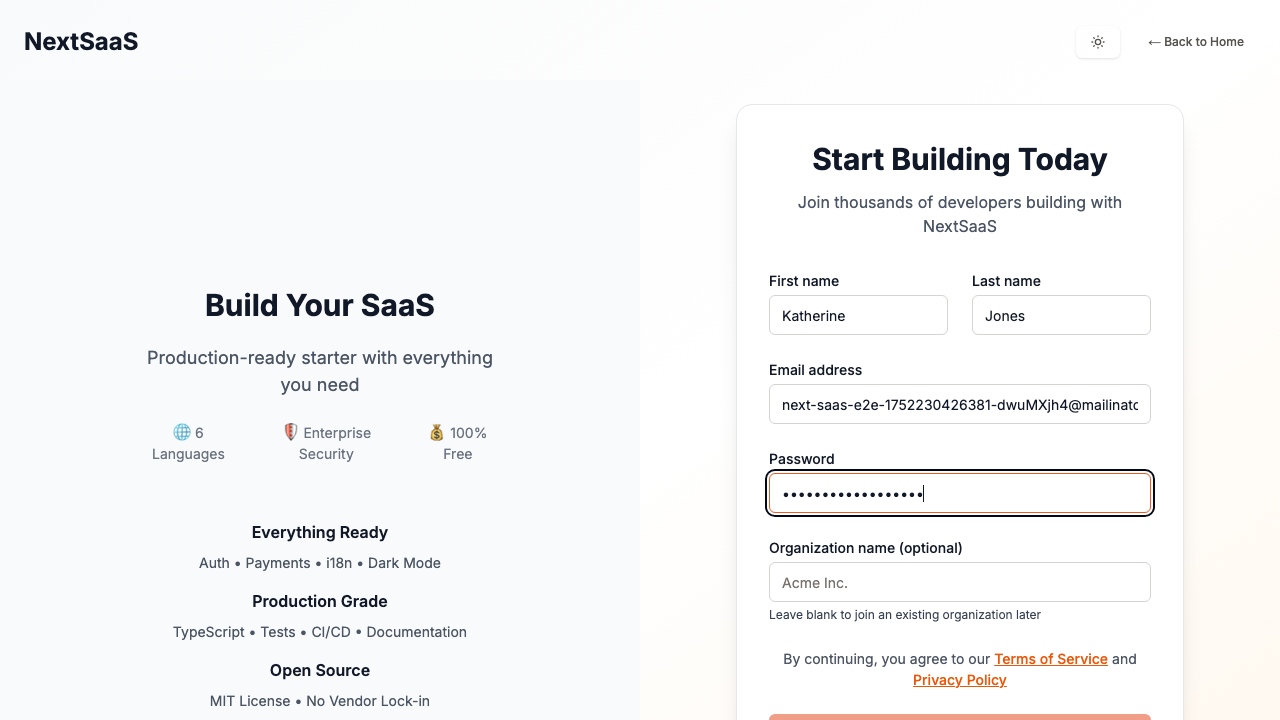 NextSaaS
← Back to Home
Build Your SaaS
Production-ready starter with everything
you need
🌐 6
Languages
🛡️ Enterprise
Security
💰 100%
Free
Everything Ready
Auth • Payments • i18n • Dark Mode
Production Grade
TypeScript • Tests • CI/CD • Documentation
Open Source
MIT License • No Vendor Lock-in
Start Building Today
Join thousands of developers building with
NextSaaS
First name
Last name
Katherine
Jones
Email address
next-saas-e2e-1752230426381-dwuMXjh4@mailinatc
Password
••••••••••••••••••
Organization name (optional)
Acme Inc.
Leave blank to join an existing organization later
By continuing, you agree to our Terms of Service and
Privacy Policy